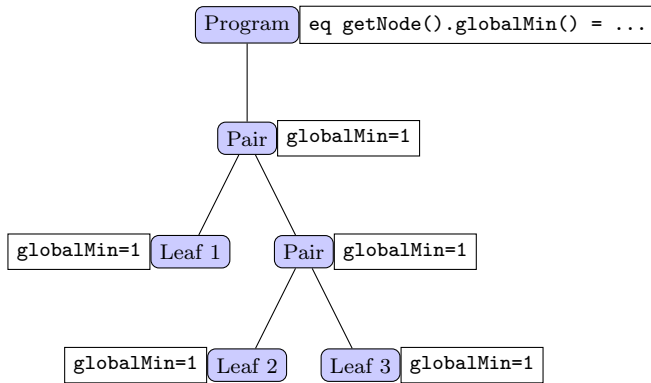 Program eq getNode().globalMin() = ...
Pair globalMin=1
globalMin=1 Leaf 1 Pair globalMin=1
globalMin=1 Leaf 2 Leaf 3 globalMin=1